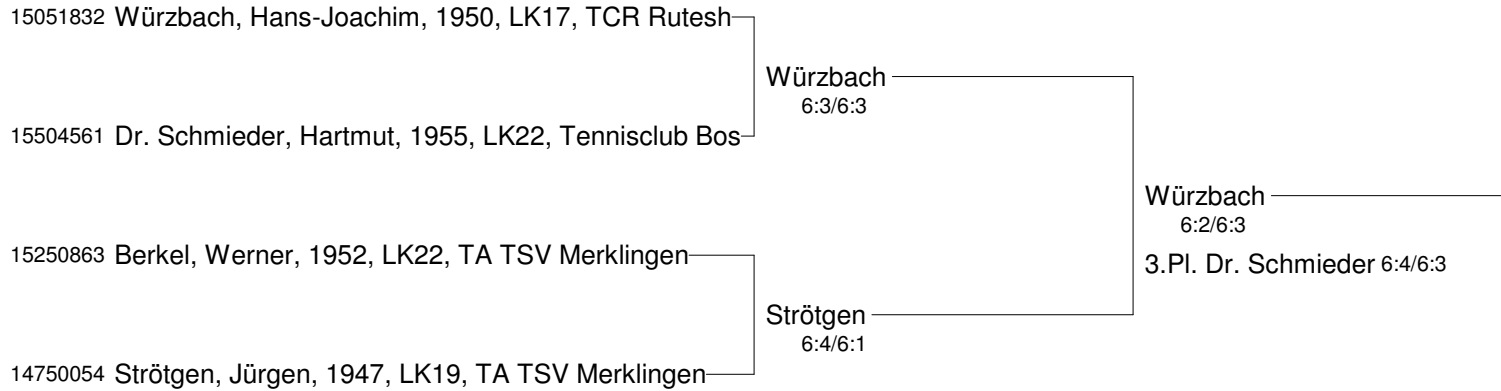 15051832 Würzbach, Hans-Joachim, 1950, LK17, TCR Rutesh
Würzbach
6:3/6:3
15504561 Dr. Schmieder, Hartmut, 1955, LK22, Tennisclub Bos
Würzbach
6:2/6:3
15250863 Berkel, Werner, 1952, LK22, TA TSV Merklingen
3.Pl. Dr. Schmieder 6:4/6:3
Strötgen
6:4/6:1
14750054 Strötgen, Jürgen, 1947, LK19, TA TSV Merklingen